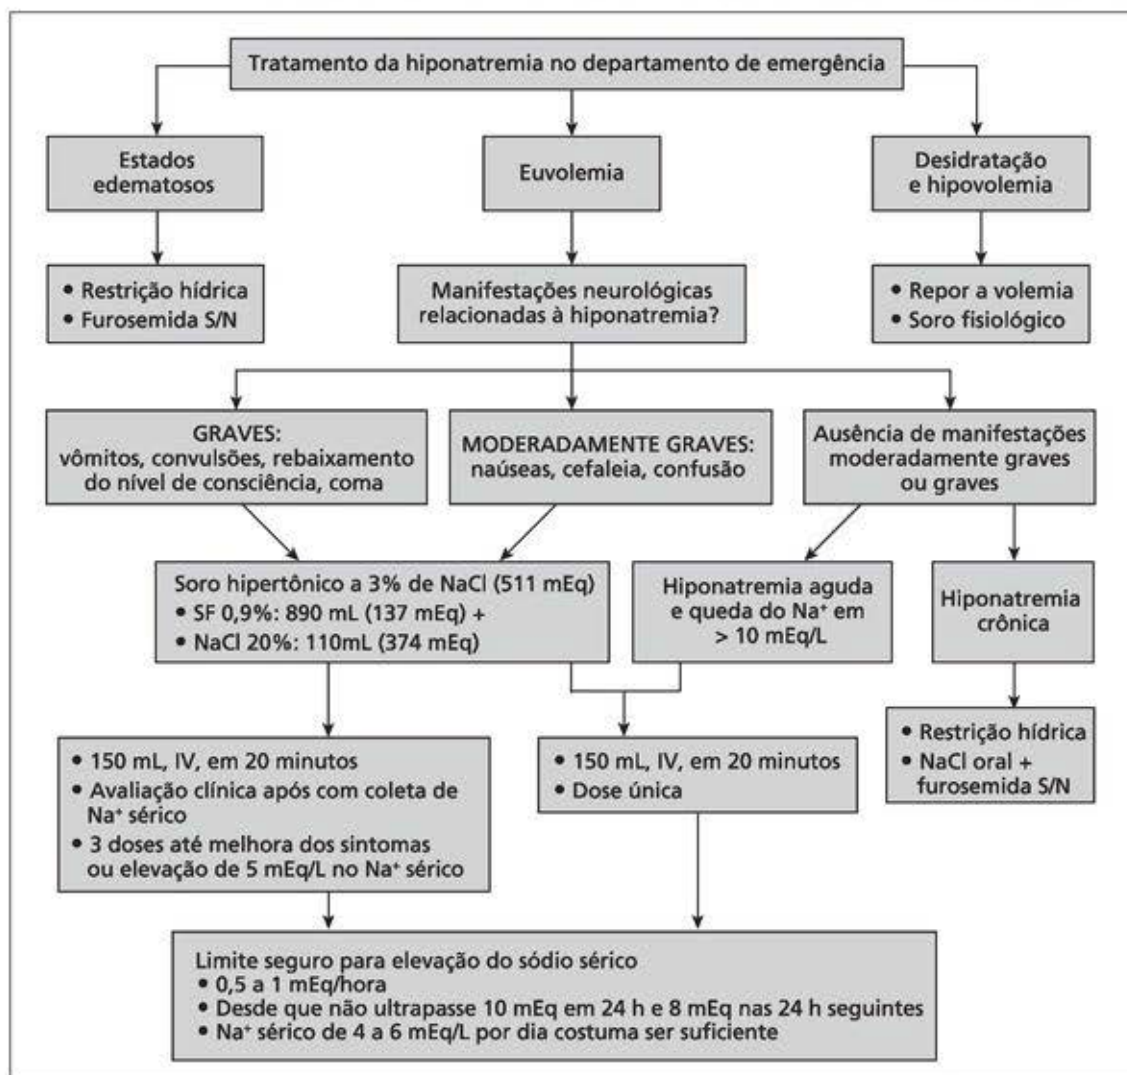 Tratamento da hiponatremia no departamento de emergência
Estados
edematosos
Euvolemia
Desidratação
e hipovolemia
• Restrição hídrica
• Furosemida S/N
Manifestações neurológicas
relacionadas à hiponatremia?
• Repor a volemia
• Soro fisiológico
GRAVES:
vômitos, convulsões, rebaixamento
do nível de consciência, coma
MODERADAMENTE GRAVES:
naúseas, cefaleia, confusão
Ausência de manifestações
moderadamente graves
ou graves
Soro hipertônico a 3% de NaCl (511 mEq)
• SF 0,9%: 890 mL (137 mEq) +
• NaCl 20%: 110mL (374 mEq)
Hiponatremia aguda
e queda do Na⁺ em
> 10 mEq/L
Hiponatremia
crônica
• 150 mL, IV, em 20 minutos
• Avaliação clínica após com coleta de
Na⁺ sérico
• 3 doses até melhora dos sintomas
ou elevação de 5 mEq/L no Na⁺ sérico
• 150 mL, IV, em 20 minutos
• Dose única
• Restrição hídrica
• NaCl oral +
furosemida S/N
Limite seguro para elevação do sódio sérico
• 0,5 a 1 mEq/hora
• Desde que não ultrapasse 10 mEq em 24 h e 8 mEq nas 24 h seguintes
• Na⁺ sérico de 4 a 6 mEq/L por dia costuma ser suficiente